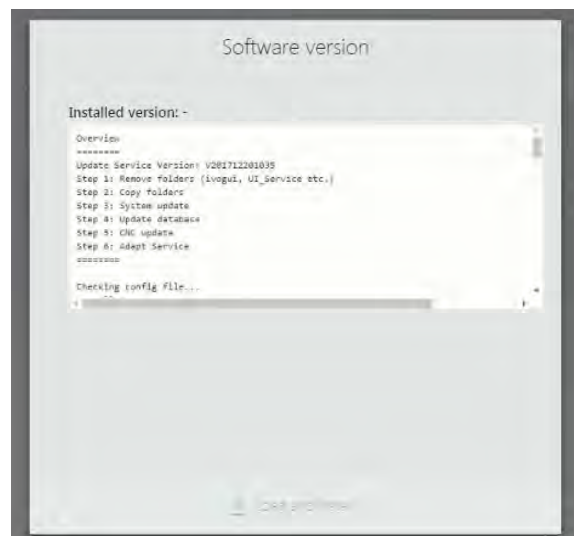 Software version
Installed version: -
Overview
========
Update Service Version: V201712201035
Step 1: Remove folders (ivogui, UI_Service etc.)
Step 2: Copy folders
Step 3: System update
Step 4: Update database
Step 5: CNC update
Step 6: Adept Service
========
Checking config file...